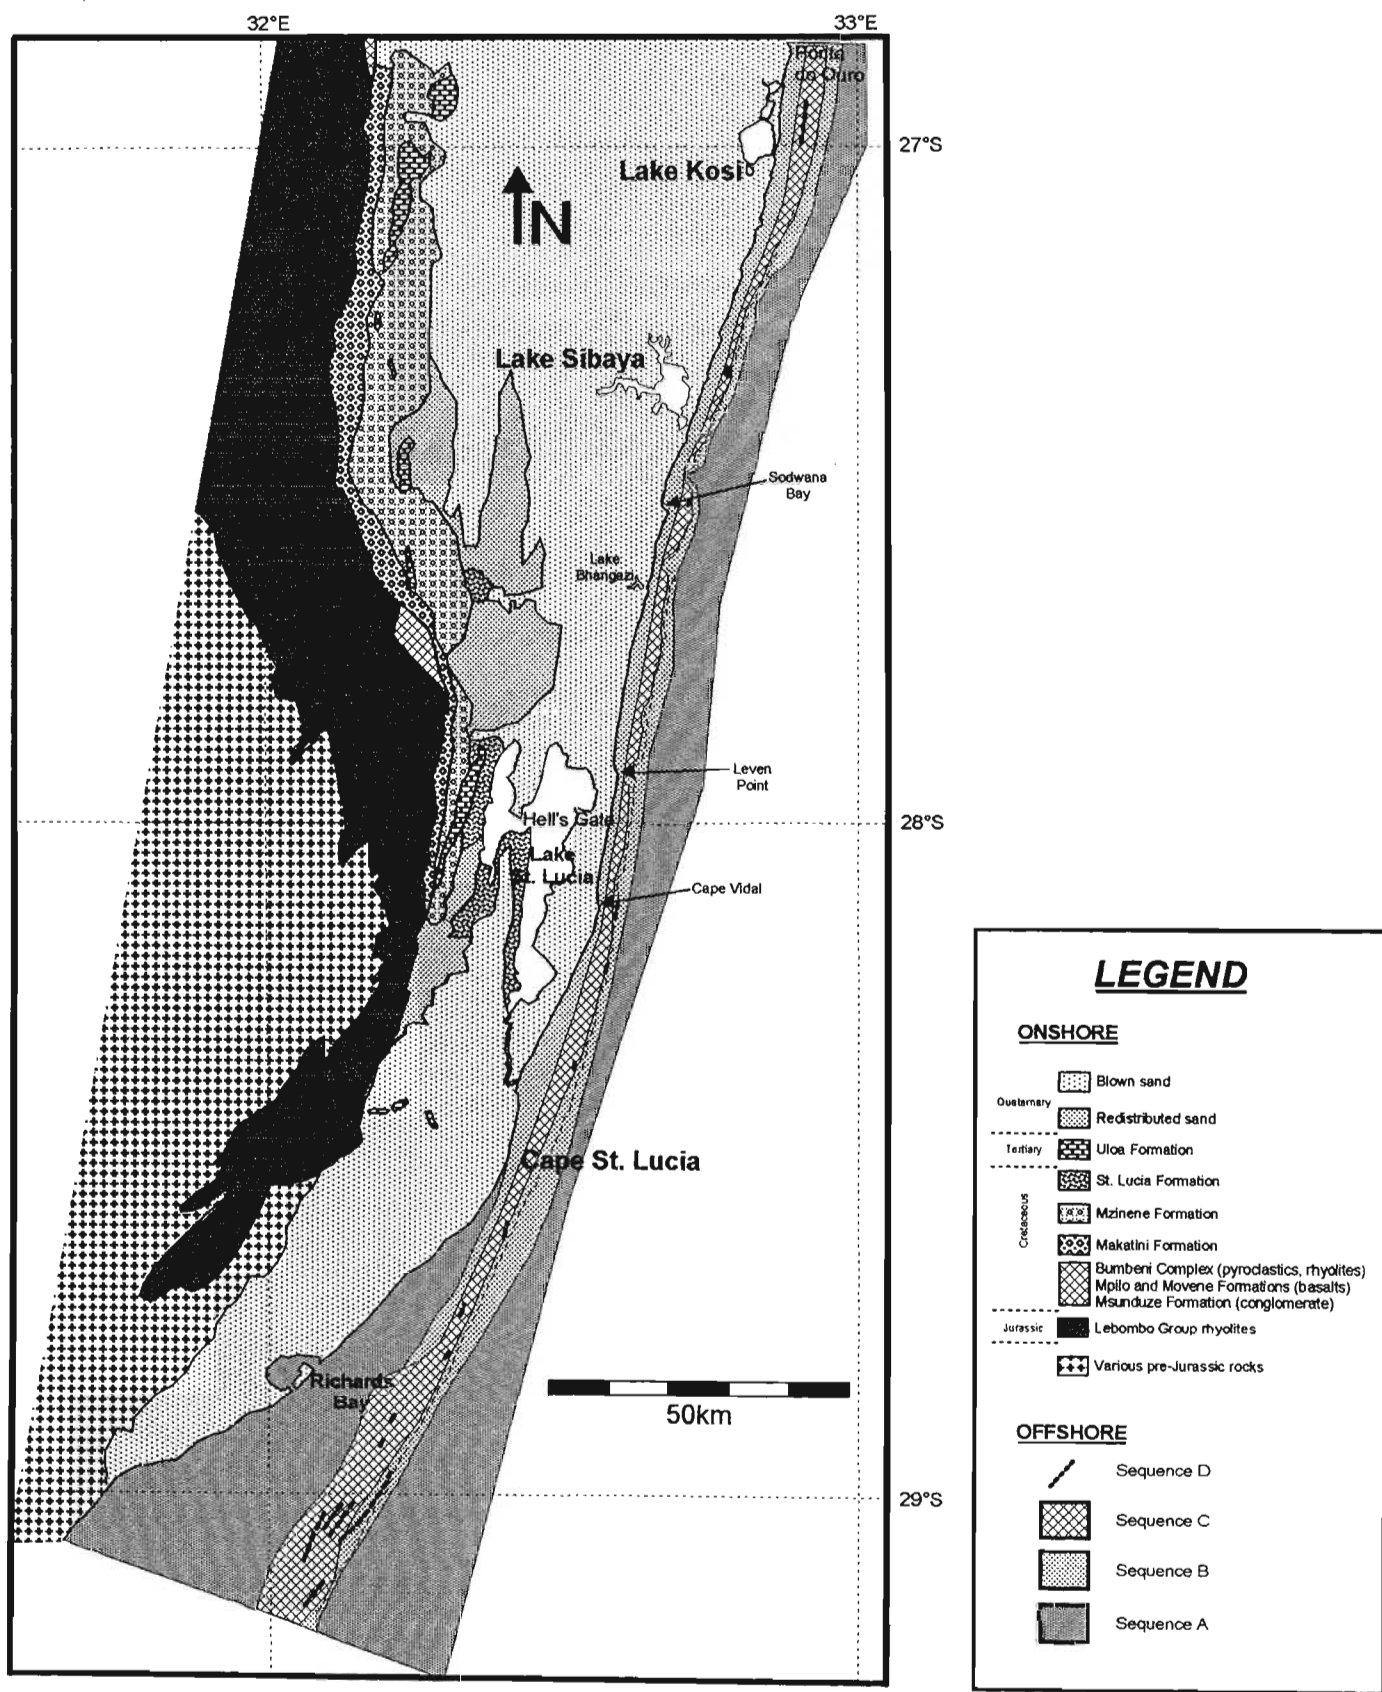 32°E
33°E
Ponta
do Ouro
27°S
Lake Kosi
N
Lake Sibaya
Sodwana
Bay
Lake
Bhangazi
Leven
Point
Hell's Gate
28°S
Lake
St. Lucia
Cape Vidal
Cape St. Lucia
Richards
Bay
50km
29°S
LEGEND
ONSHORE
Quaternary
Blown sand
Redistributed sand
Tertiary
Uloa Formation
Cretaceous
St. Lucia Formation
Mzinene Formation
Makatini Formation
Bumbeni Complex (pyroclastics, rhyolites)
Mpilo and Movene Formations (basalts)
Msunduze Formation (conglomerate)
Jurassic
Lebombo Group rhyolites
Various pre-Jurassic rocks
OFFSHORE
Sequence D
Sequence C
Sequence B
Sequence A